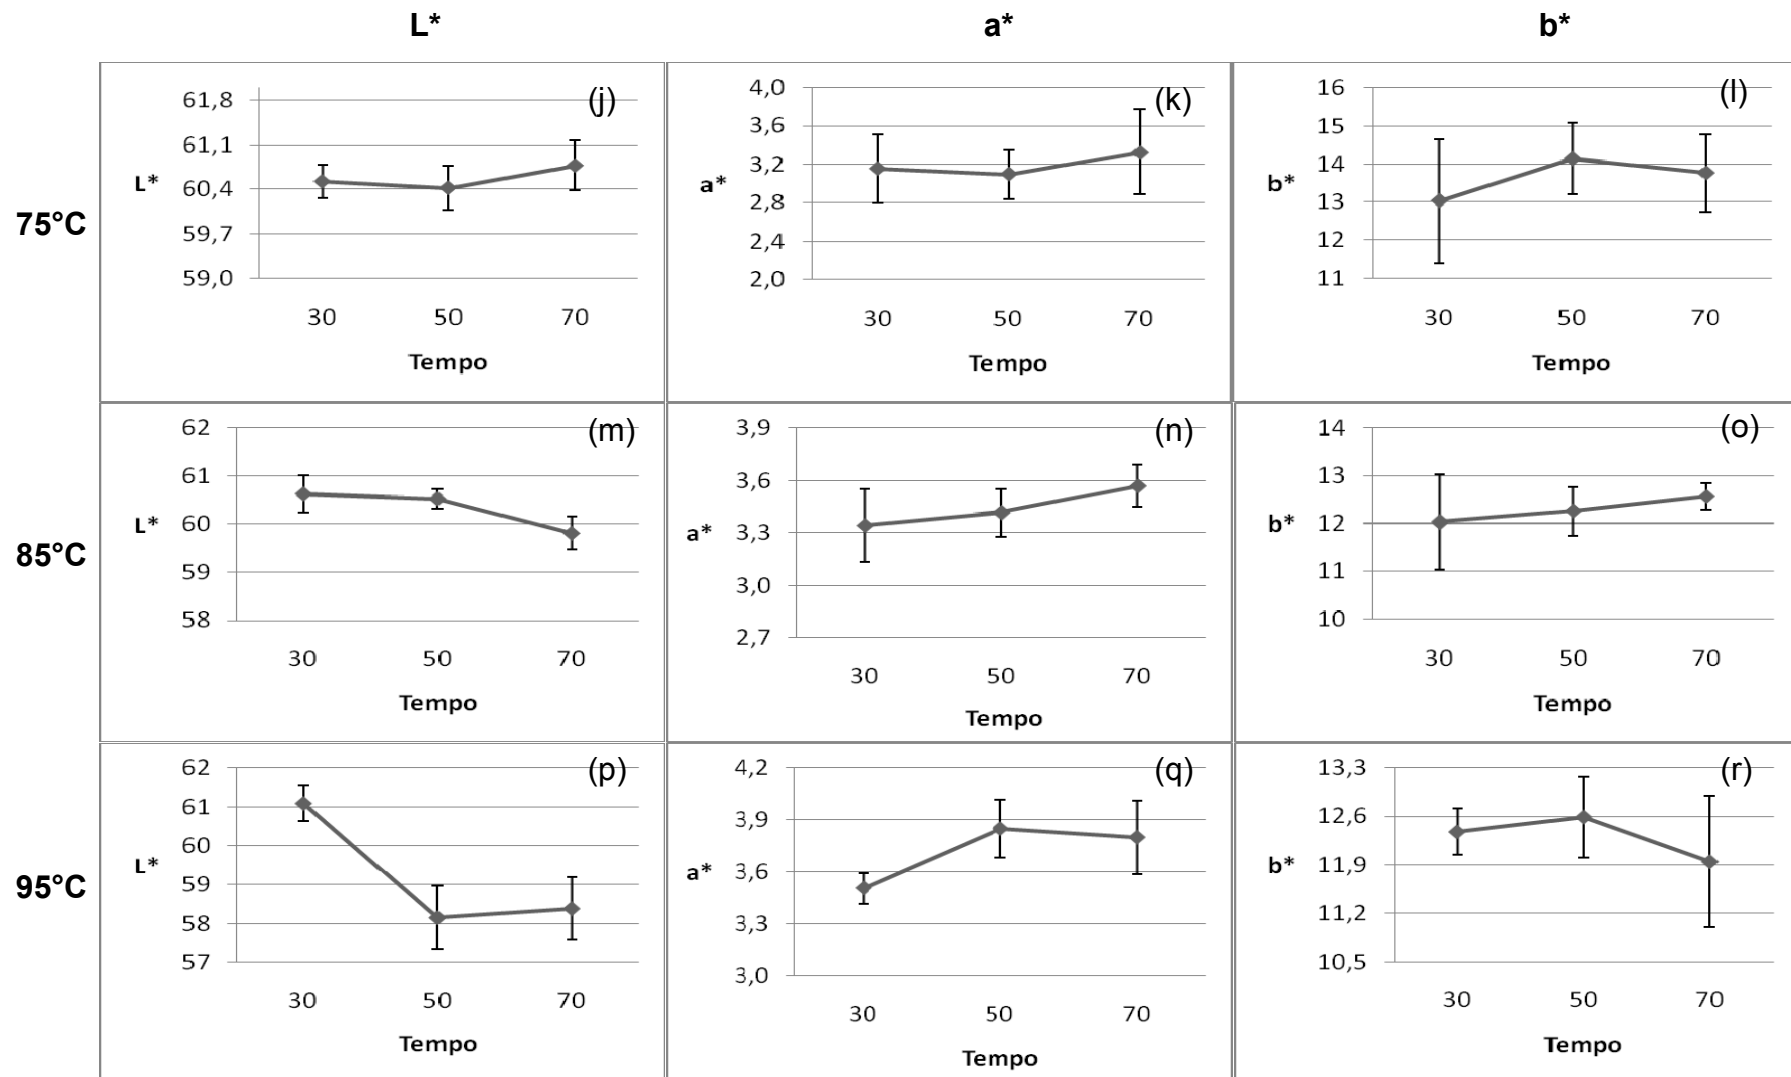 L* a* b*
75°C
61,8
61,1
60,4
59,7
59,0
L*
(j)
30 50 70
Tempo
4,0
3,6
3,2
2,8
2,4
2,0
a*
(k)
30 50 70
Tempo
16
15
14
13
12
11
b*
(l)
30 50 70
Tempo
85°C
62
61
60
59
58
L*
(m)
30 50 70
Tempo
3,9
3,6
3,3
3,0
2,7
a*
(n)
30 50 70
Tempo
14
13
12
11
10
b*
(o)
30 50 70
Tempo
95°C
62
61
60
59
58
57
L*
(p)
30 50 70
Tempo
4,2
3,9
3,6
3,3
3,0
a*
(q)
30 50 70
Tempo
13,3
12,6
11,9
11,2
10,5
b*
(r)
30 50 70
Tempo